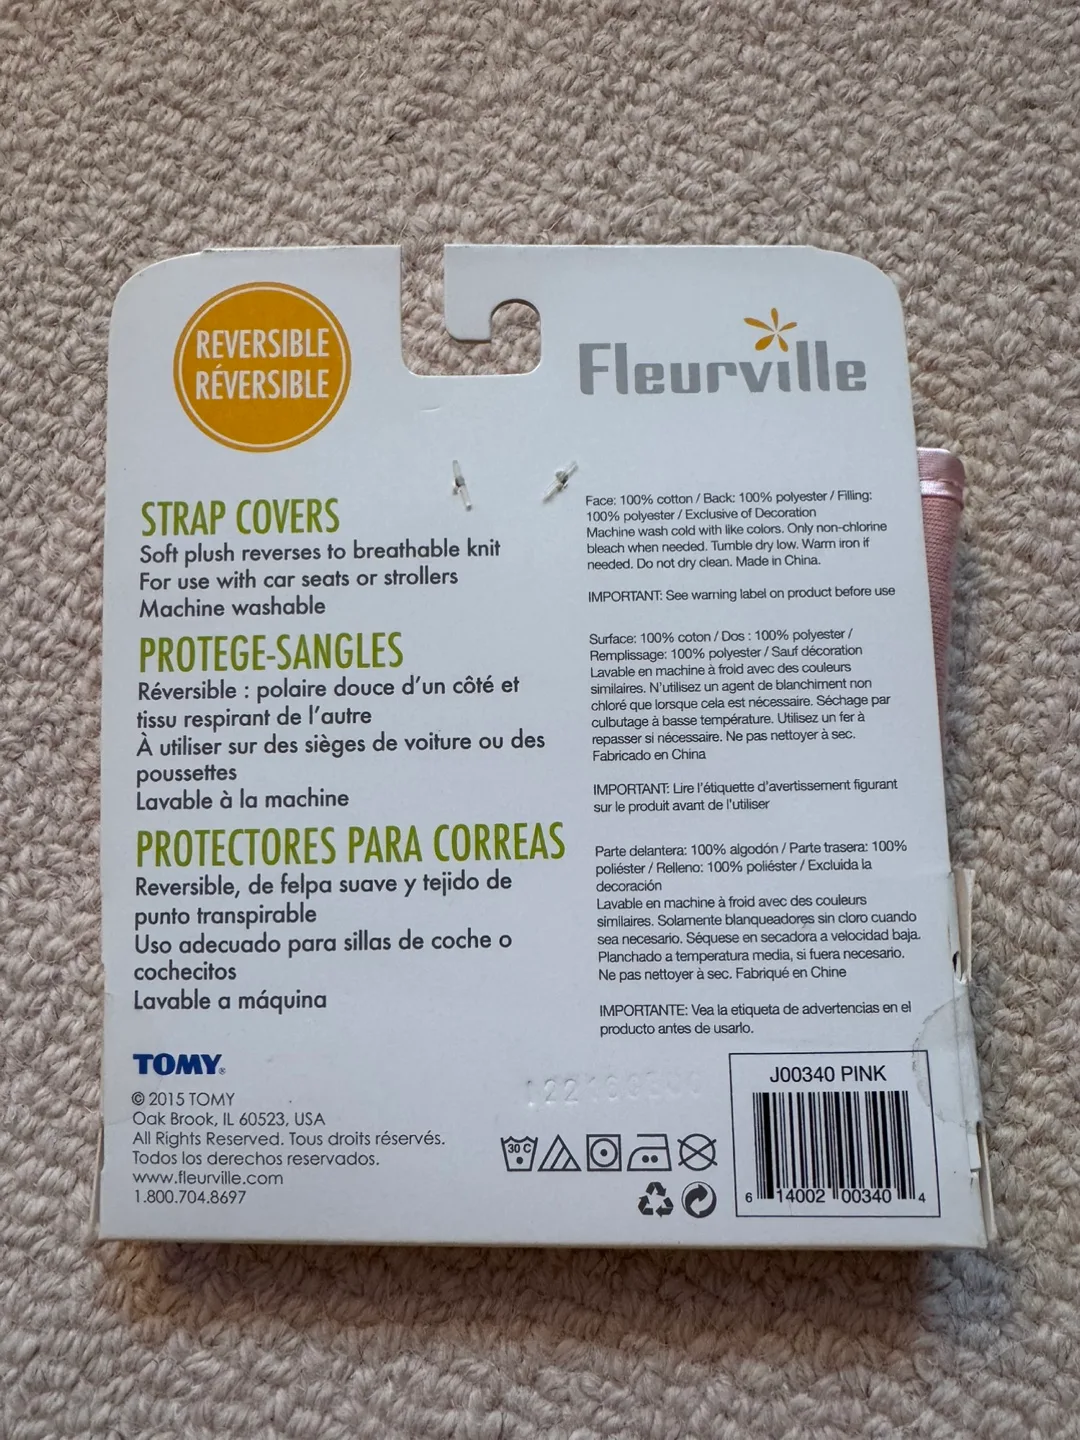 REVERSIBLE
RÉVERSIBLE
Fleurville
STRAP COVERS
Soft plush reverses to breathable knit
For use with car seats or strollers
Machine washable
PROTEGE-SANGLES
Réversible : polaire douce d'un côté et
tissu respirant de l'autre
À utiliser sur des sièges de voiture ou des
poussettes
Lavable à la machine
PROTECTORES PARA CORREAS
Reversible, de felpa suave y tejido de
punto transpirable
Uso adecuado para sillas de coche o
cochecitos
Lavable a máquina
TOMY®
© 2015 TOMY
Oak Brook, IL 60523, USA
All Rights Reserved. Tous droits réservés.
Todos los derechos reservados.
www.fleurville.com
1.800.704.8697
Face: 100% cotton / Back: 100% polyester / Filling:
100% polyester / Exclusive of Decoration
Machine wash cold with like colors. Only non-chlorine
bleach when needed. Tumble dry low. Warm iron if
needed. Do not dry clean. Made in China.
IMPORTANT: See warning label on product before use
Surface: 100% coton / Dos : 100% polyester /
Remplissage: 100% polyester / Sauf décoration
Lavable en machine à froid avec des couleurs
similaires. N'utilisez un agent de blanchiment non
chloré que lorsque cela est nécessaire. Séchage par
culbutage à basse température. Utilisez un fer à
repasser si nécessaire. Ne pas nettoyer à sec.
Fabricado en China
IMPORTANT: Lire l'étiquette d'avertissement figurant
sur le produit avant de l'utiliser
Parte delantera: 100% algodón / Parte trasera: 100%
poliéster / Relleno: 100% poliéster / Excluida la
decoración
Lavable en machine à froid avec des couleurs
similaires. Solamente blanqueadores sin cloro cuando
sea necesario. Séquese en secadora a velocidad baja.
Planchado a temperatura media, si fuera necesario.
Ne pas nettoyer à sec. Fabriqué en Chine
IMPORTANTE: Vea la etiqueta de advertencias en el
producto antes de usarlo.
30 C
J00340 PINK
6 14002 00340 4